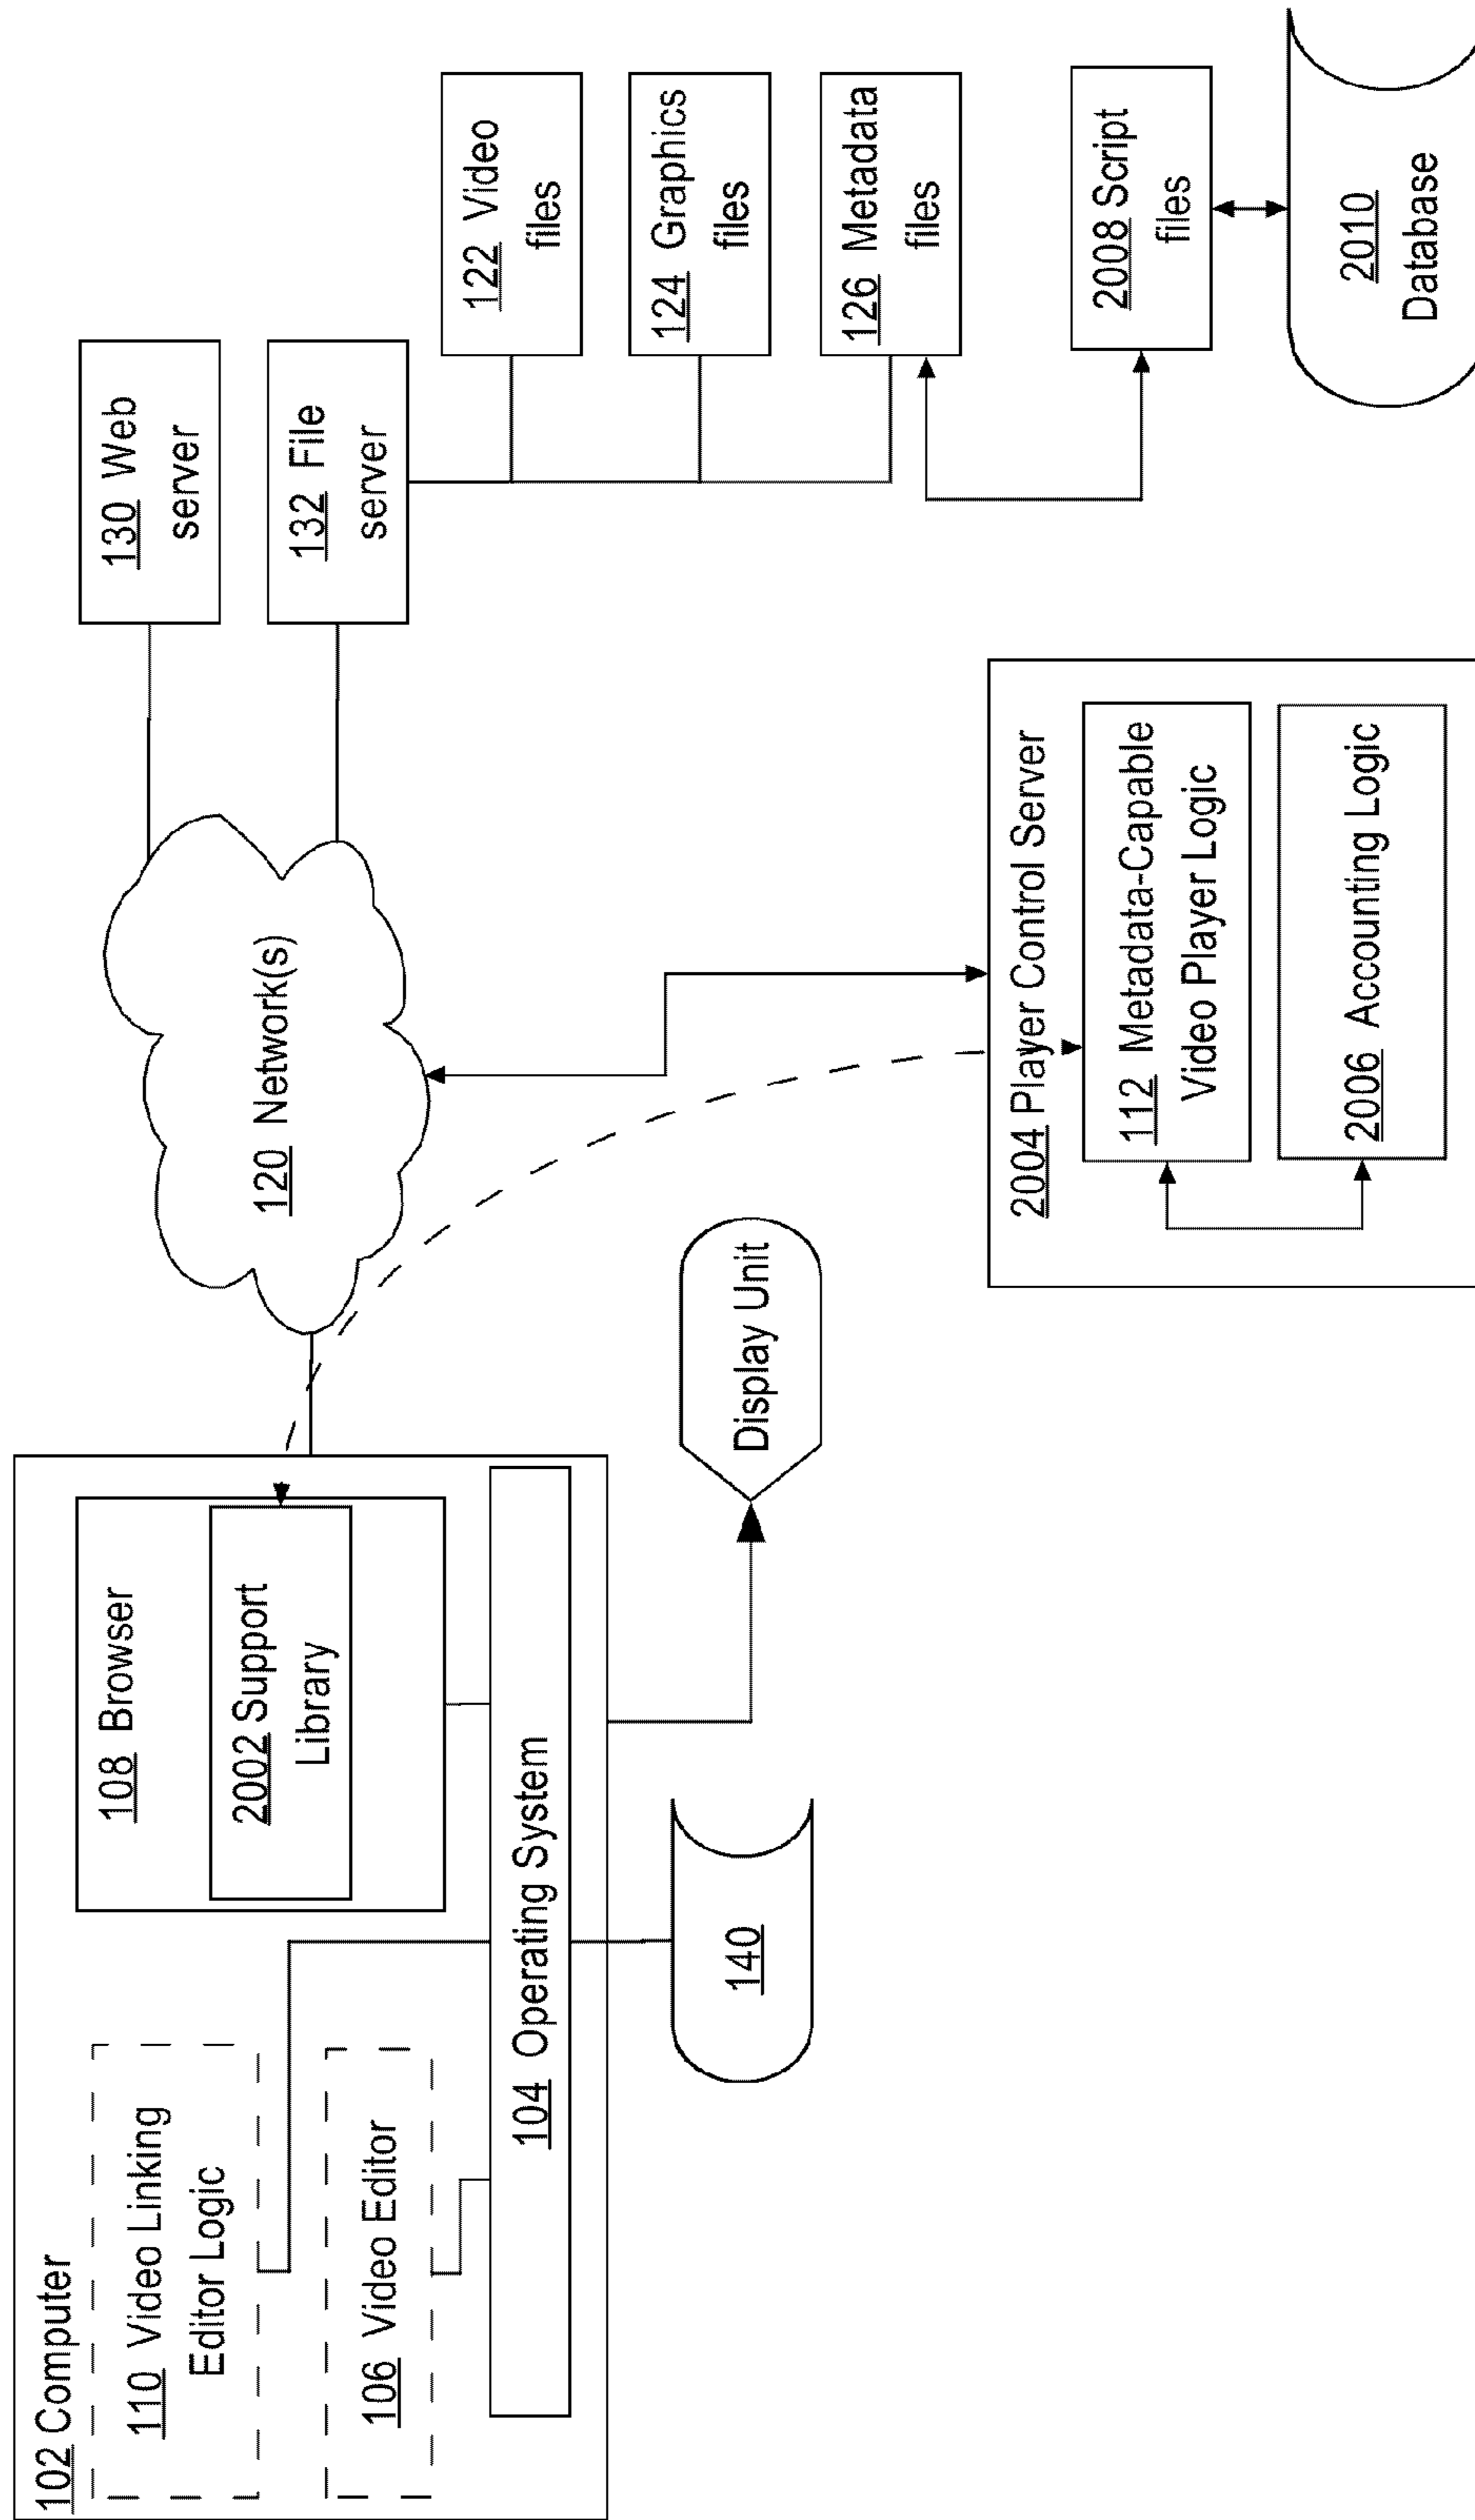 102 Computer
110 Video Linking
Editor Logic
106 Video Editor
108 Browser
2002 Support
Library
104 Operating System
140
Display Unit
120 Network(s)
130 Web
server
132 File
server
122 Video
files
124 Graphics
files
126 Metadata
files
2008 Script
files
2010
Database
2004 Player Control Server
112 Metadata-Capable
Video Player Logic
2006 Accounting Logic